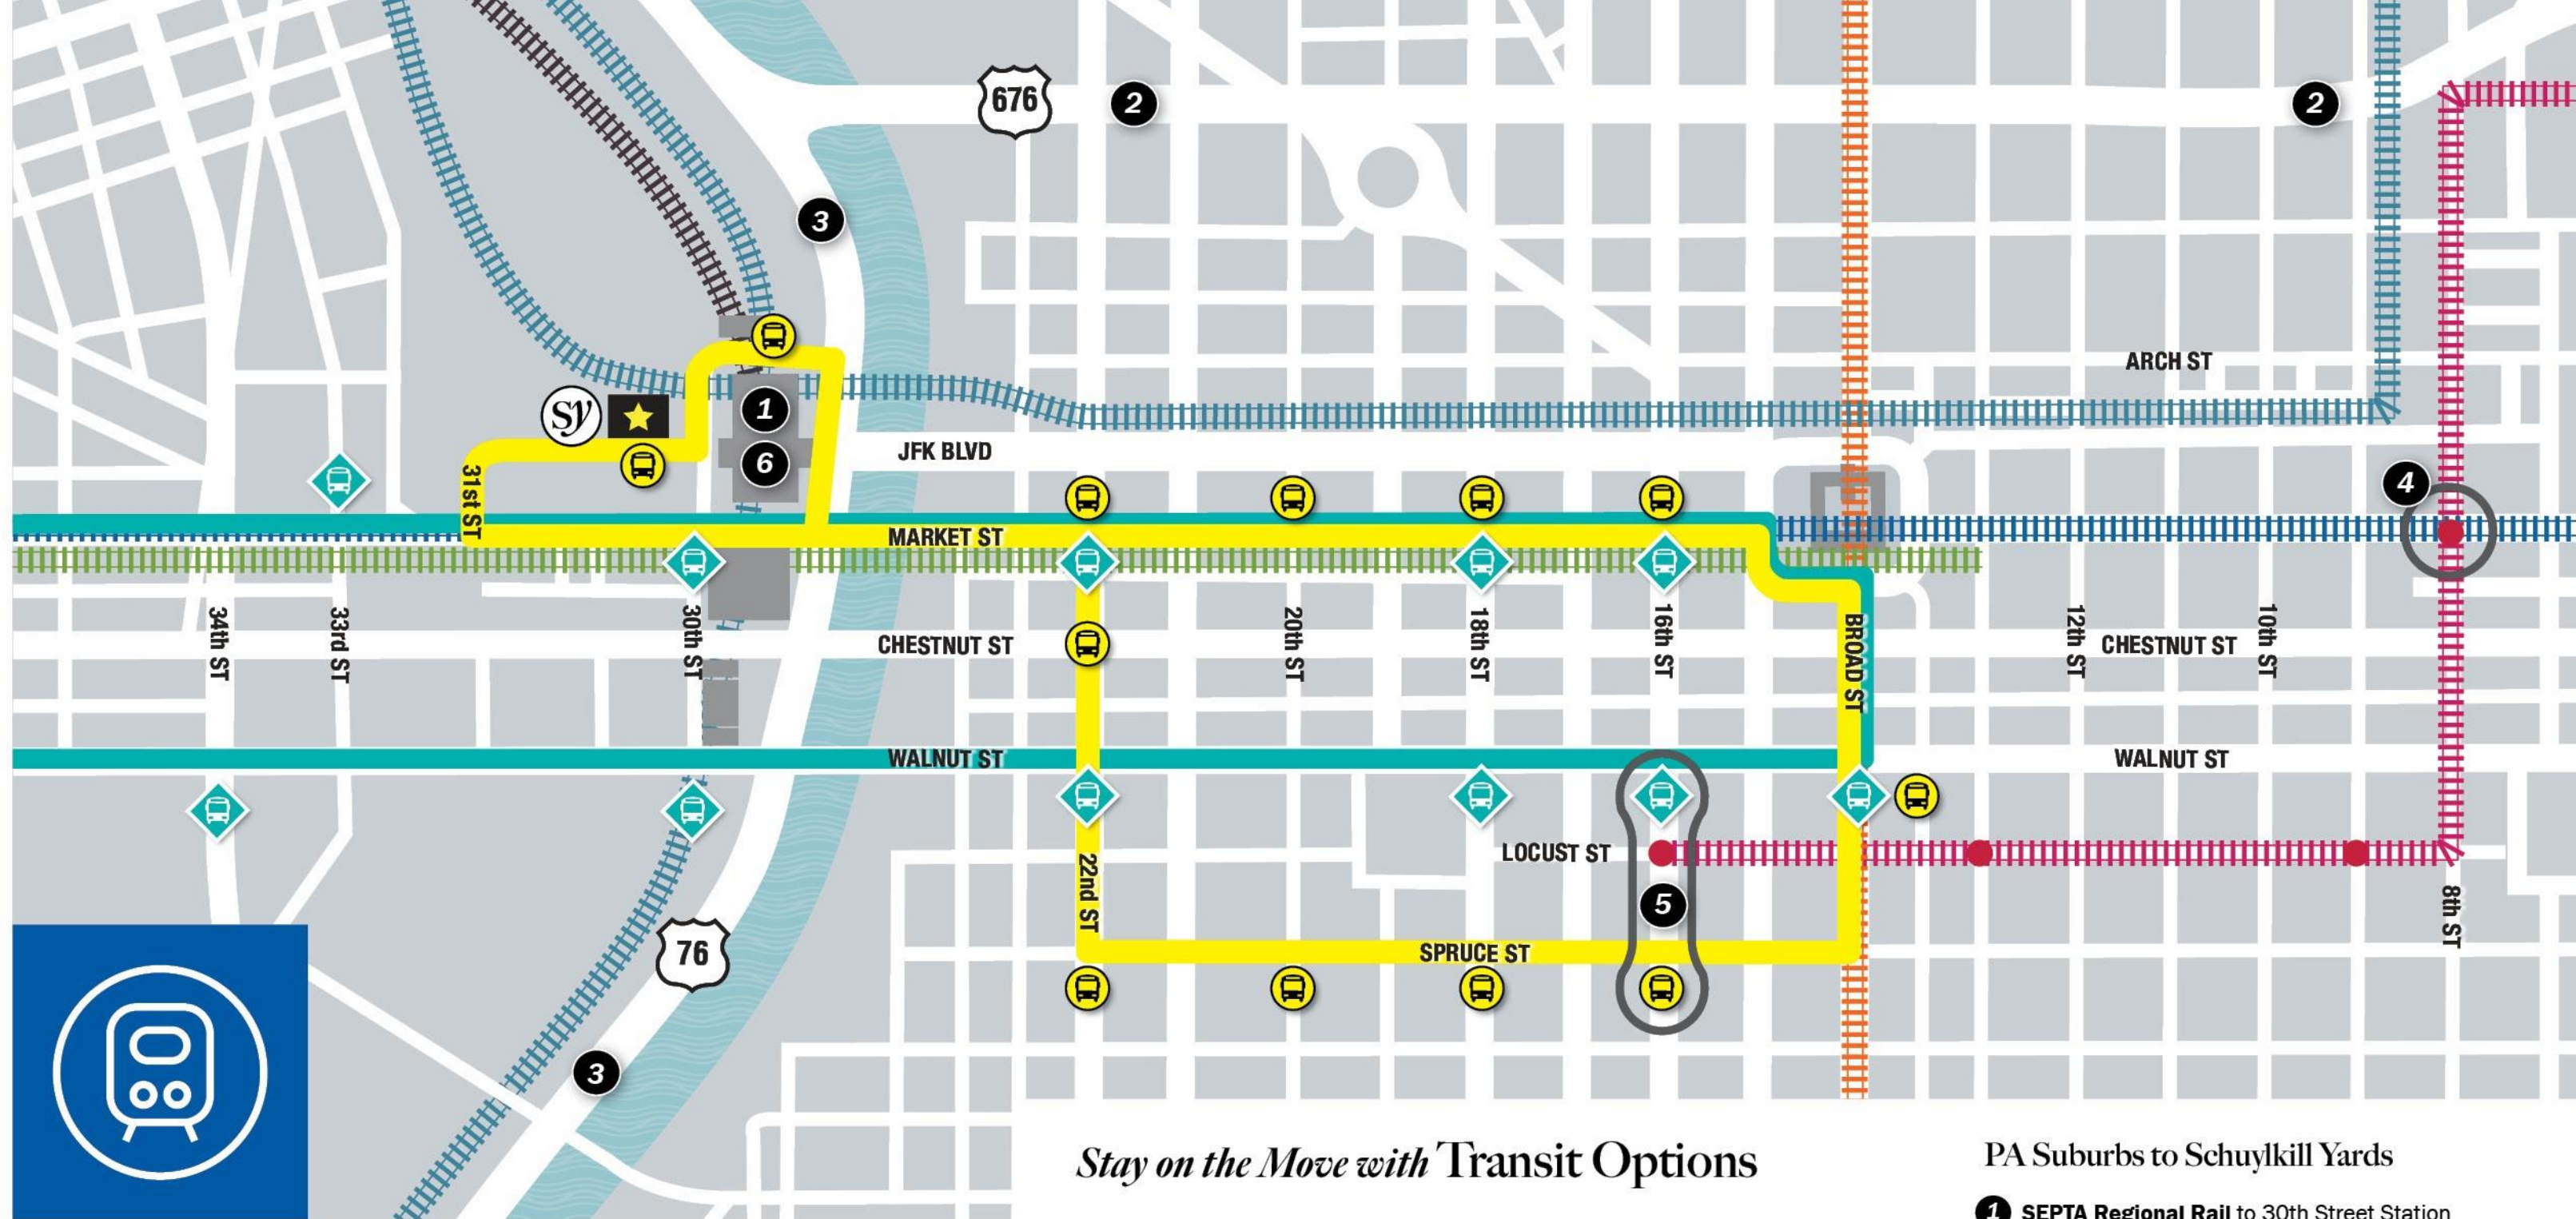 676
2
2
3
ARCH ST
Sy
1
6
JFK BLVD
4
31st ST
MARKET ST
34th ST
33rd ST
30th ST
CHESTNUT ST
20th ST
18th ST
16th ST
BROAD ST
12th ST
CHESTNUT ST
10th ST
WALNUT ST
WALNUT ST
22nd ST
LOCUST ST
5
8th ST
76
SPRUCE ST
3
Stay on the Move with Transit Options
PA Suburbs to Schuylkill Yards
1 SEPTA Regional Rail to 30th Street Station